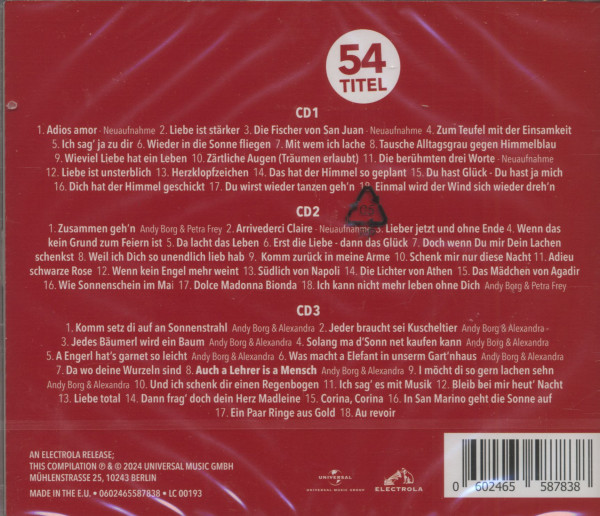 54
TITEL
CD1
1. Adios amor · Neuaufnahme 2. Liebe ist stärker 3. Die Fischer von San Juan · Neuaufnahme 4. Zum Teufel mit der Einsamkeit
5. Ich sag' ja zu dir 6. Wieder in die Sonne fliegen 7. Mit wem ich lache 8. Tausche Alltagsgrau gegen Himmelblau
9. Wieviel Liebe hat ein Leben 10. Zärtliche Augen (Träumen erlaubt) 11. Die berühmten drei Worte · Neuaufnahme
12. Liebe ist unsterblich 13. Herzklopfzeichen 14. Das hat der Himmel so geplant 15. Du hast Glück - Du hast ja mich
16. Dich hat der Himmel geschickt 17. Du wirst wieder tanzen geh'n 18. Einmal wird der Wind sich wieder dreh'n
CD2
1. Zusammen geh'n Andy Borg & Petra Frey 2. Arrivederci Claire · Neuaufnahme 3. Lieber jetzt und ohne Ende 4. Wenn das
kein Grund zum Feiern ist 5. Da lacht das Leben 6. Erst die Liebe - dann das Glück 7. Doch wenn Du mir Dein Lachen
schenkst 8. Weil ich Dich so unendlich lieb hab 9. Komm zurück in meine Arme 10. Schenk mir nur diese Nacht 11. Adieu
schwarze Rose 12. Wenn kein Engel mehr weint 13. Südlich von Napoli 14. Die Lichter von Athen 15. Das Mädchen von Agadir
16. Wie Sonnenschein im Mai 17. Dolce Madonna Bionda 18. Ich kann nicht mehr leben ohne Dich Andy Borg & Petra Frey
CD3
1. Komm setz di auf an Sonnenstrahl Andy Borg & Alexandra 2. Jeder braucht sei Kuscheltier Andy Borg & Alexandra
3. Jedes Bäumerl wird ein Baum Andy Borg & Alexandra 4. Solang ma d'Sonn net kaufen kann Andy Borg & Alexandra
5. A Engerl hat's garnet so leicht Andy Borg & Alexandra 6. Was macht a Elefant in unserm Gart'nhaus Andy Borg & Alexandra
7. Da wo deine Wurzeln sind 8. Auch a Lehrer is a Mensch Andy Borg & Alexandra 9. I möcht di so gern lachen sehn
Andy Borg & Alexandra 10. Und ich schenk dir einen Regenbogen 11. Ich sag' es mit Musik 12. Bleib bei mir heut' Nacht
13. Liebe total 14. Dann frag' doch dein Herz Madleine 15. Corina, Corina 16. In San Marino geht die Sonne auf
17. Ein Paar Ringe aus Gold 18. Au revoir
AN ELECTROLA RELEASE;
THIS COMPILATION ℗ & © 2024 UNIVERSAL MUSIC GMBH
MÜHLENSTRASSE 25, 10243 BERLIN
MADE IN THE E.U. • 0602465587838 • LC 00193
UNIVERSAL
UNIVERSAL MUSIC GROUP
ELECTROLA
0 602465 587838